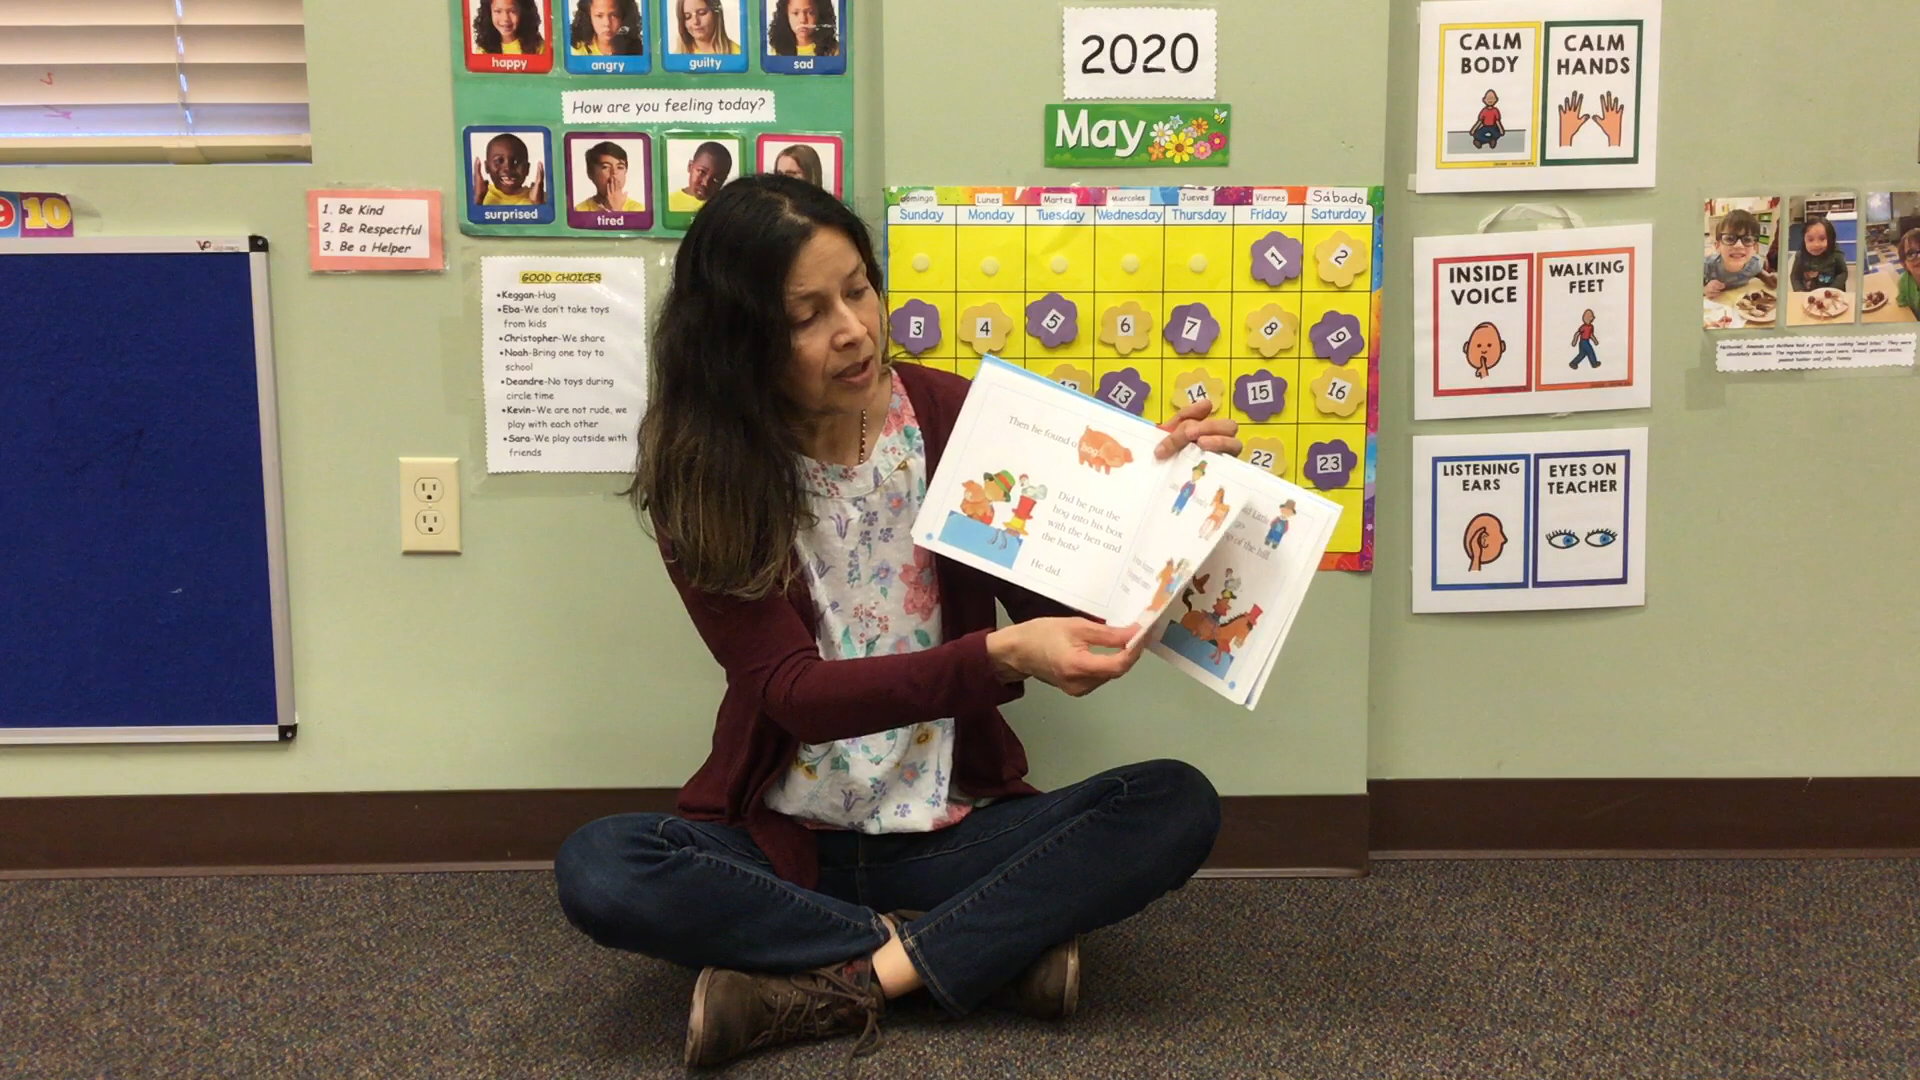 happy
angry
guilty
sad
How are you feeling today?
surprised
tired
10
1. Be Kind
2. Be Respectful
3. Be a Helper
GOOD CHOICES
•Keggan-Hug
•Eba-We don't take toys
from kids
•Christopher-We share
•Noah-Bring one toy to
school
•Deandre-No toys during
circle time
•Kevin-We are not rude, we
play with each other
•Sara-We play outside with
friends
2020
May
Domingo Lunes Martes Miercoles Jueves Viernes Sábado
Sunday Monday Tuesday Wednesday Thursday Friday Saturday
1 2
3 4 5 6 7 8 9
13 14 15 16
22 23
Then he found a hog.
Did he put the
hog into his box
with the hen and
the hats?
He did.
top of the hill
CALM
BODY
CALM
HANDS
INSIDE
VOICE
WALKING
FEET
LISTENING
EARS
EYES ON
TEACHER